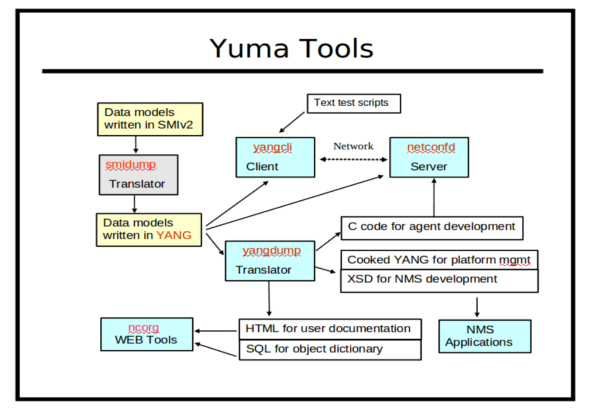 Yuma Tools
Text test scripts
Data models
written in SMIv2
yangcli
Client
Network
netconfd
Server
smidump
Translator
Data models
written in YANG
C code for agent development
yangdump
Translator
Cooked YANG for platform mgmt
XSD for NMS development
ncorg
WEB Tools
HTML for user documentation
SQL for object dictionary
NMS
Applications